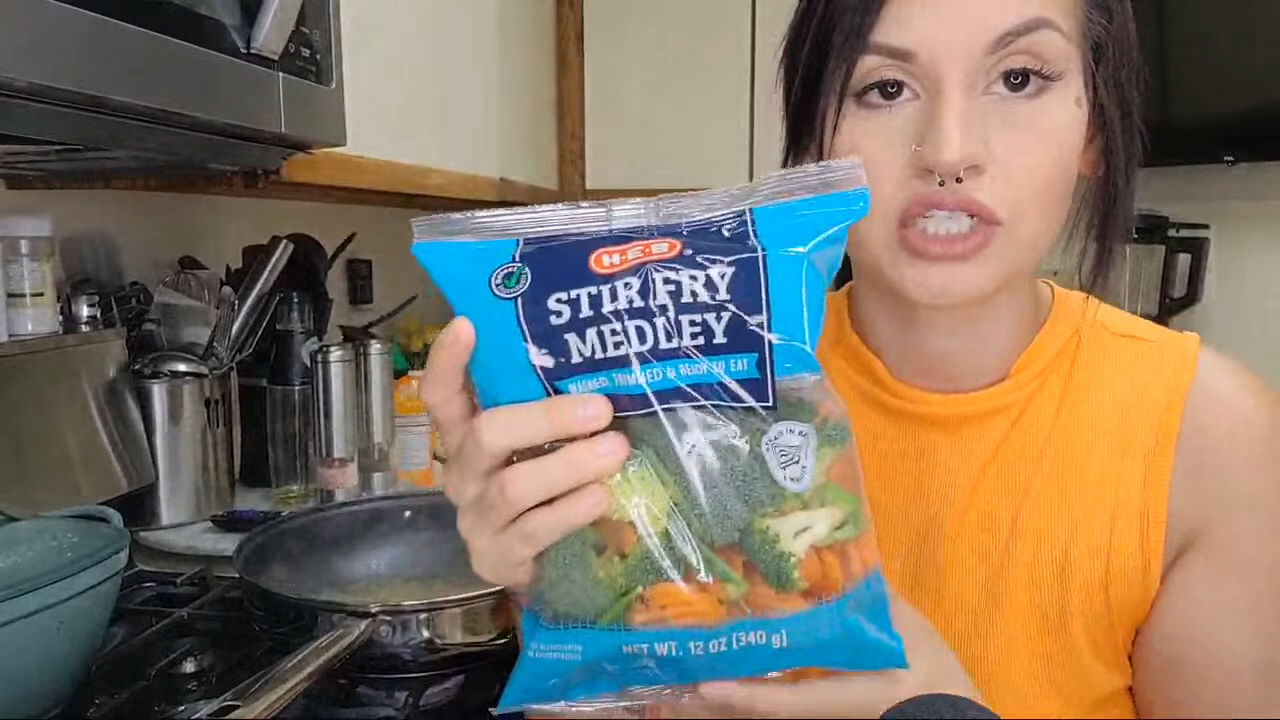 H-E-B
STIR FRY
MEDLEY
WASHED, TRIMMED & READY TO EAT
NET WT. 12 OZ (340 g)